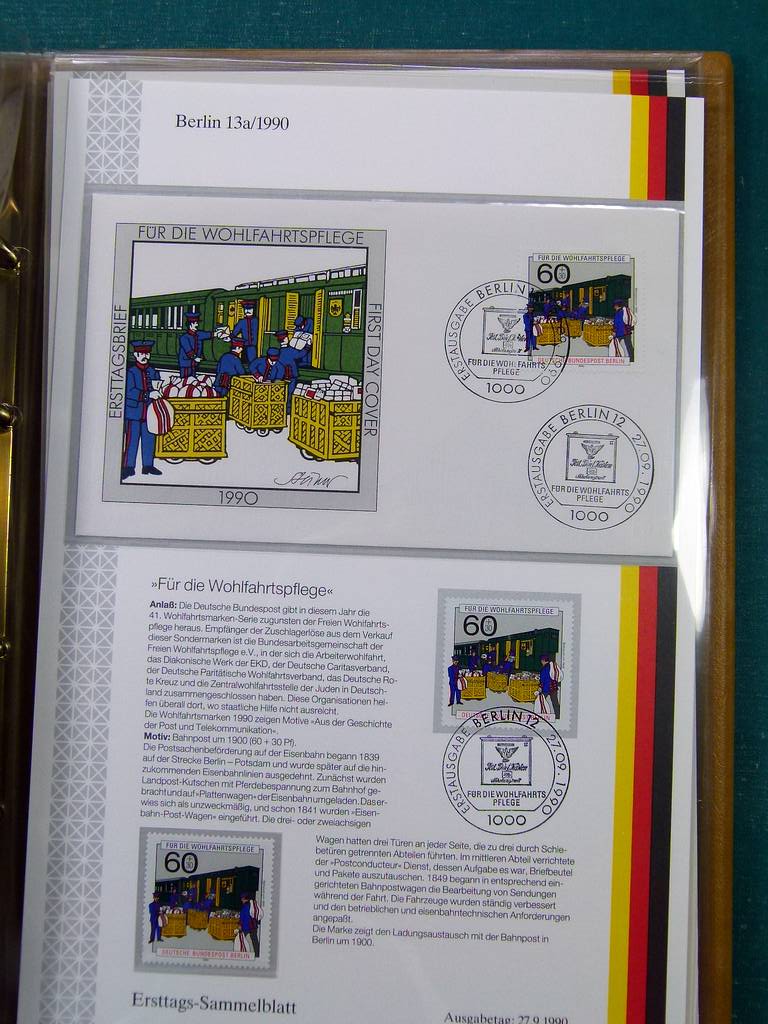 Berlin 13a/1990
FÜR DIE WOHLFAHRTSPFLEGE
ERSTTAGSBRIEF
FIRST DAY COVER
1990
FÜR DIE WOHLFAHRTSPFLEGE
60
+
30
DEUTSCHE BUNDESPOST BERLIN
ERSTAUSGABE BERLIN
FÜR DIE WOHLFAHRTS
PFLEGE
1000
ERSTAUSGABE BERLIN 12 27.09.1990
FÜR DIE WOHLFAHRTS
PFLEGE
1000
»Für die Wohlfahrtspflege«
Anlaß: Die Deutsche Bundespost gibt in diesem Jahr die
41. Wohlfahrtsmarken-Serie zugunsten der Freien Wohlfahrts-
pflege heraus. Empfänger der Zuschlagerlöse aus dem Verkauf
dieser Sondermarken ist die Bundesarbeitsgemeinschaft der
Freien Wohlfahrtspflege e.V., in der sich die Arbeiterwohlfahrt,
das Diakonische Werk der EKD, der Deutsche Caritasverband,
der Deutsche Paritätische Wohlfahrtsverband, das Deutsche Ro-
te Kreuz und die Zentralwohlfahrtsstelle der Juden in Deutsch-
land zusammengeschlossen haben. Diese Organisationen hel-
fen überall dort, wo staatliche Hilfe nicht ausreicht.
Die Wohlfahrtsmarken 1990 zeigen Motive »Aus der Geschichte
der Post und Telekommunikation«.
Motiv: Bahnpost um 1900 (60 + 30 Pf).
Die Postsachenbeförderung auf der Eisenbahn begann 1839
auf der Strecke Berlin – Potsdam und wurde später auf die hin-
zukommenden Eisenbahnlinien ausgedehnt. Zunächst wurden
Landpost-Kutschen mit Pferdebespannung zum Bahnhof ge-
bracht und auf »Plattenwagen« der Eisenbahn umgeladen. Das er-
wies sich als unzweckmäßig, und schon 1841 wurden »Eisen-
bahn-Post-Wagen« eingeführt. Die drei- oder zweiachsigen
FÜR DIE WOHLFAHRTSPFLEGE
60
+
30
ERSTAUSGABE BERLIN 12 27.09.1990
FÜR DIE WOHLFAHRTS
PFLEGE
1000
FÜR DIE WOHLFAHRTSPFLEGE
60
+
30
DEUTSCHE BUNDESPOST BERLIN
Wagen hatten drei Türen an jeder Seite, die zu drei durch Schie-
betüren getrennten Abteilen führten. Im mittleren Abteil verrichtete
der »Postconducteur« Dienst, dessen Aufgabe es war, Briefbeutel
und Pakete auszutauschen. 1849 begann in entsprechend ein-
gerichteten Bahnpostwagen die Bearbeitung von Sendungen
während der Fahrt. Die Fahrzeuge wurden ständig verbessert
und den betrieblichen und eisenbahntechnischen Anforderungen
angepaßt.
Die Marke zeigt den Ladungsaustausch mit der Bahnpost in
Berlin um 1900.
Ersttags-Sammelblatt
Ausgabetag: 27.9.1990